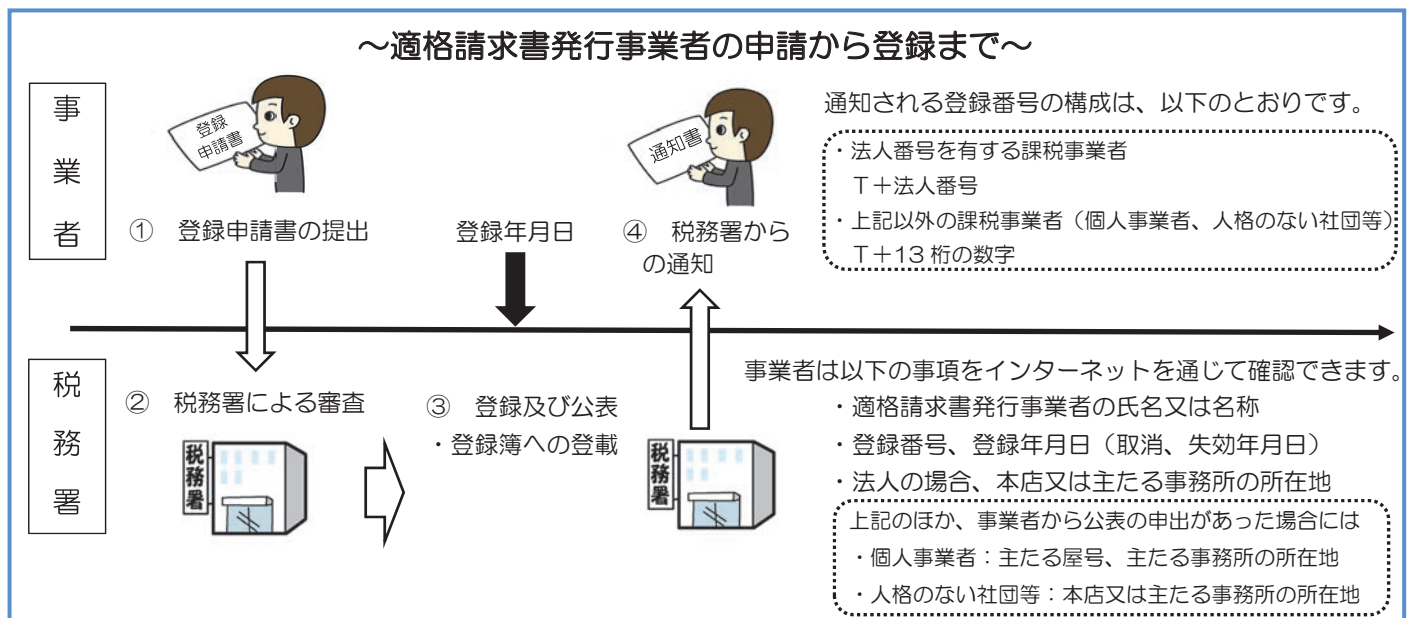 ～適格請求書発行事業者の申請から登録まで～
事業者
登録
申請書
① 登録申請書の提出
登録年月日
通知書
④ 税務署から
の通知
通知される登録番号の構成は、以下のとおりです。
・法人番号を有する課税事業者
T＋法人番号
・上記以外の課税事業者（個人事業者、人格のない社団等）
T＋13 桁の数字
税務署
② 税務署による審査
税務署
③ 登録及び公表
・登録簿への登載
税務署
事業者は以下の事項をインターネットを通じて確認できます。
・適格請求書発行事業者の氏名又は名称
・登録番号、登録年月日（取消、失効年月日）
・法人の場合、本店又は主たる事務所の所在地
上記のほか、事業者から公表の申出があった場合には
・個人事業者：主たる屋号、主たる事務所の所在地
・人格のない社団等：本店又は主たる事務所の所在地